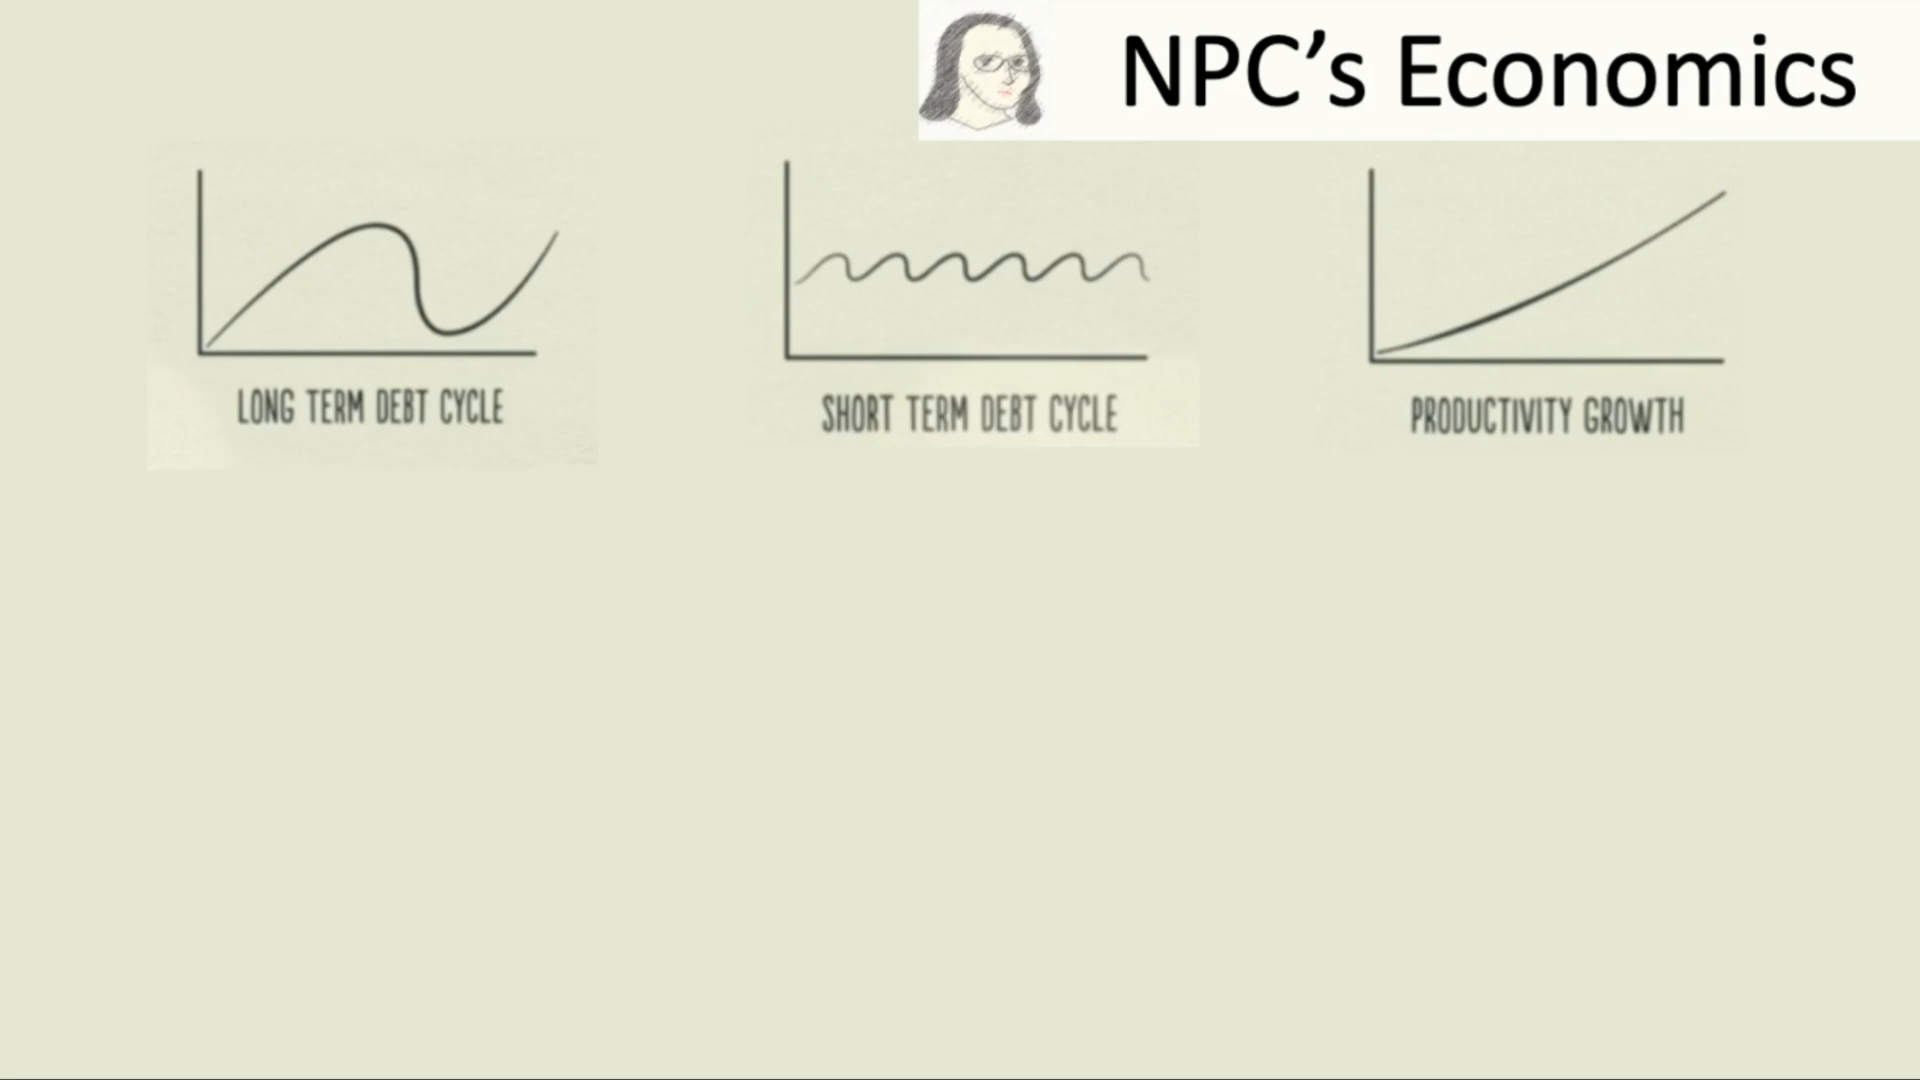 NPC’s Economics
LONG TERM DEBT CYCLE
SHORT TERM DEBT CYCLE
PRODUCTIVITY GROWTH